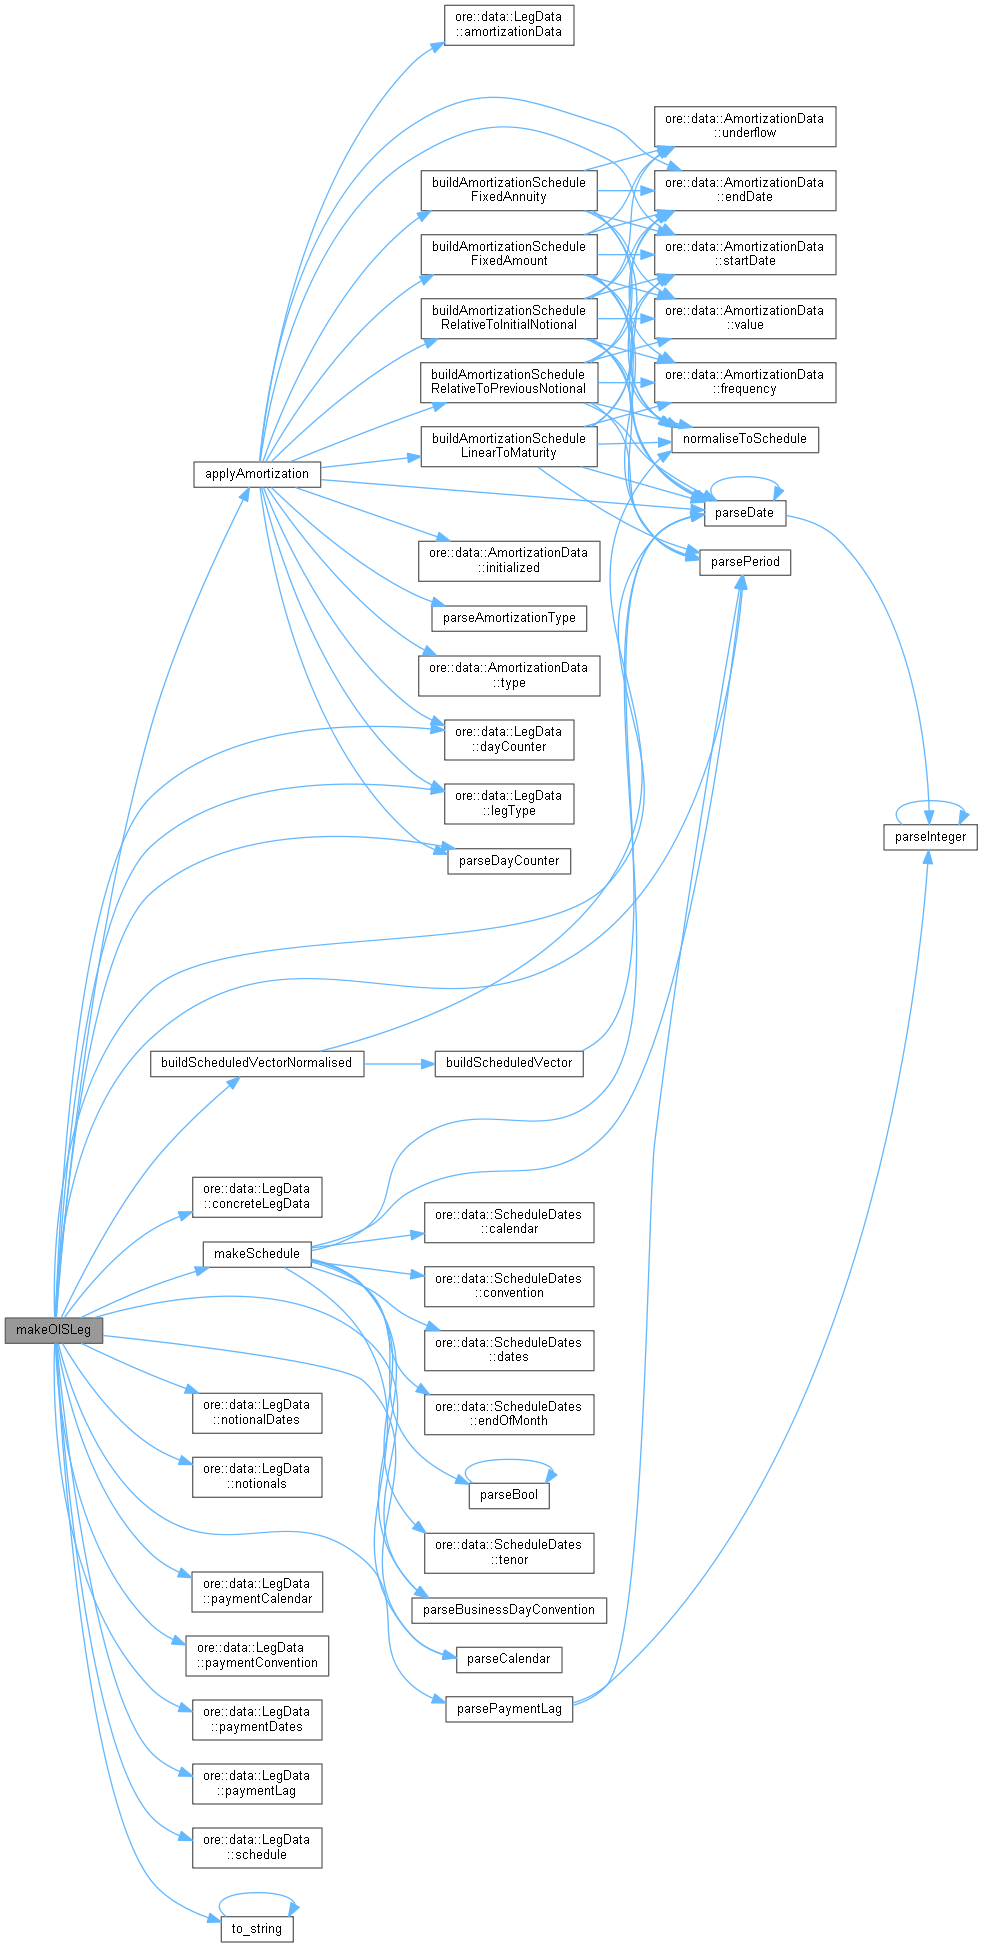 ore::data::LegData
::amortizationData
ore::data::AmortizationData
::underflow
buildAmortizationSchedule
FixedAnnuity
ore::data::AmortizationData
::endDate
buildAmortizationSchedule
FixedAmount
ore::data::AmortizationData
::startDate
buildAmortizationSchedule
RelativeToInitialNotional
ore::data::AmortizationData
::value
buildAmortizationSchedule
RelativeToPreviousNotional
ore::data::AmortizationData
::frequency
buildAmortizationSchedule
LinearToMaturity
normaliseToSchedule
applyAmortization
parseDate
ore::data::AmortizationData
::initialized
parsePeriod
parseAmortizationType
ore::data::AmortizationData
::type
ore::data::LegData
::dayCounter
ore::data::LegData
::legType
parseInteger
parseDayCounter
buildScheduledVectorNormalised
buildScheduledVector
ore::data::LegData
::concreteLegData
ore::data::ScheduleDates
::calendar
makeSchedule
ore::data::ScheduleDates
::convention
makeOISLeg
ore::data::ScheduleDates
::dates
ore::data::LegData
::notionalDates
ore::data::ScheduleDates
::endOfMonth
ore::data::LegData
::notionals
parseBool
ore::data::ScheduleDates
::tenor
ore::data::LegData
::paymentCalendar
parseBusinessDayConvention
ore::data::LegData
::paymentConvention
parseCalendar
ore::data::LegData
::paymentDates
parsePaymentLag
ore::data::LegData
::paymentLag
ore::data::LegData
::schedule
to_string